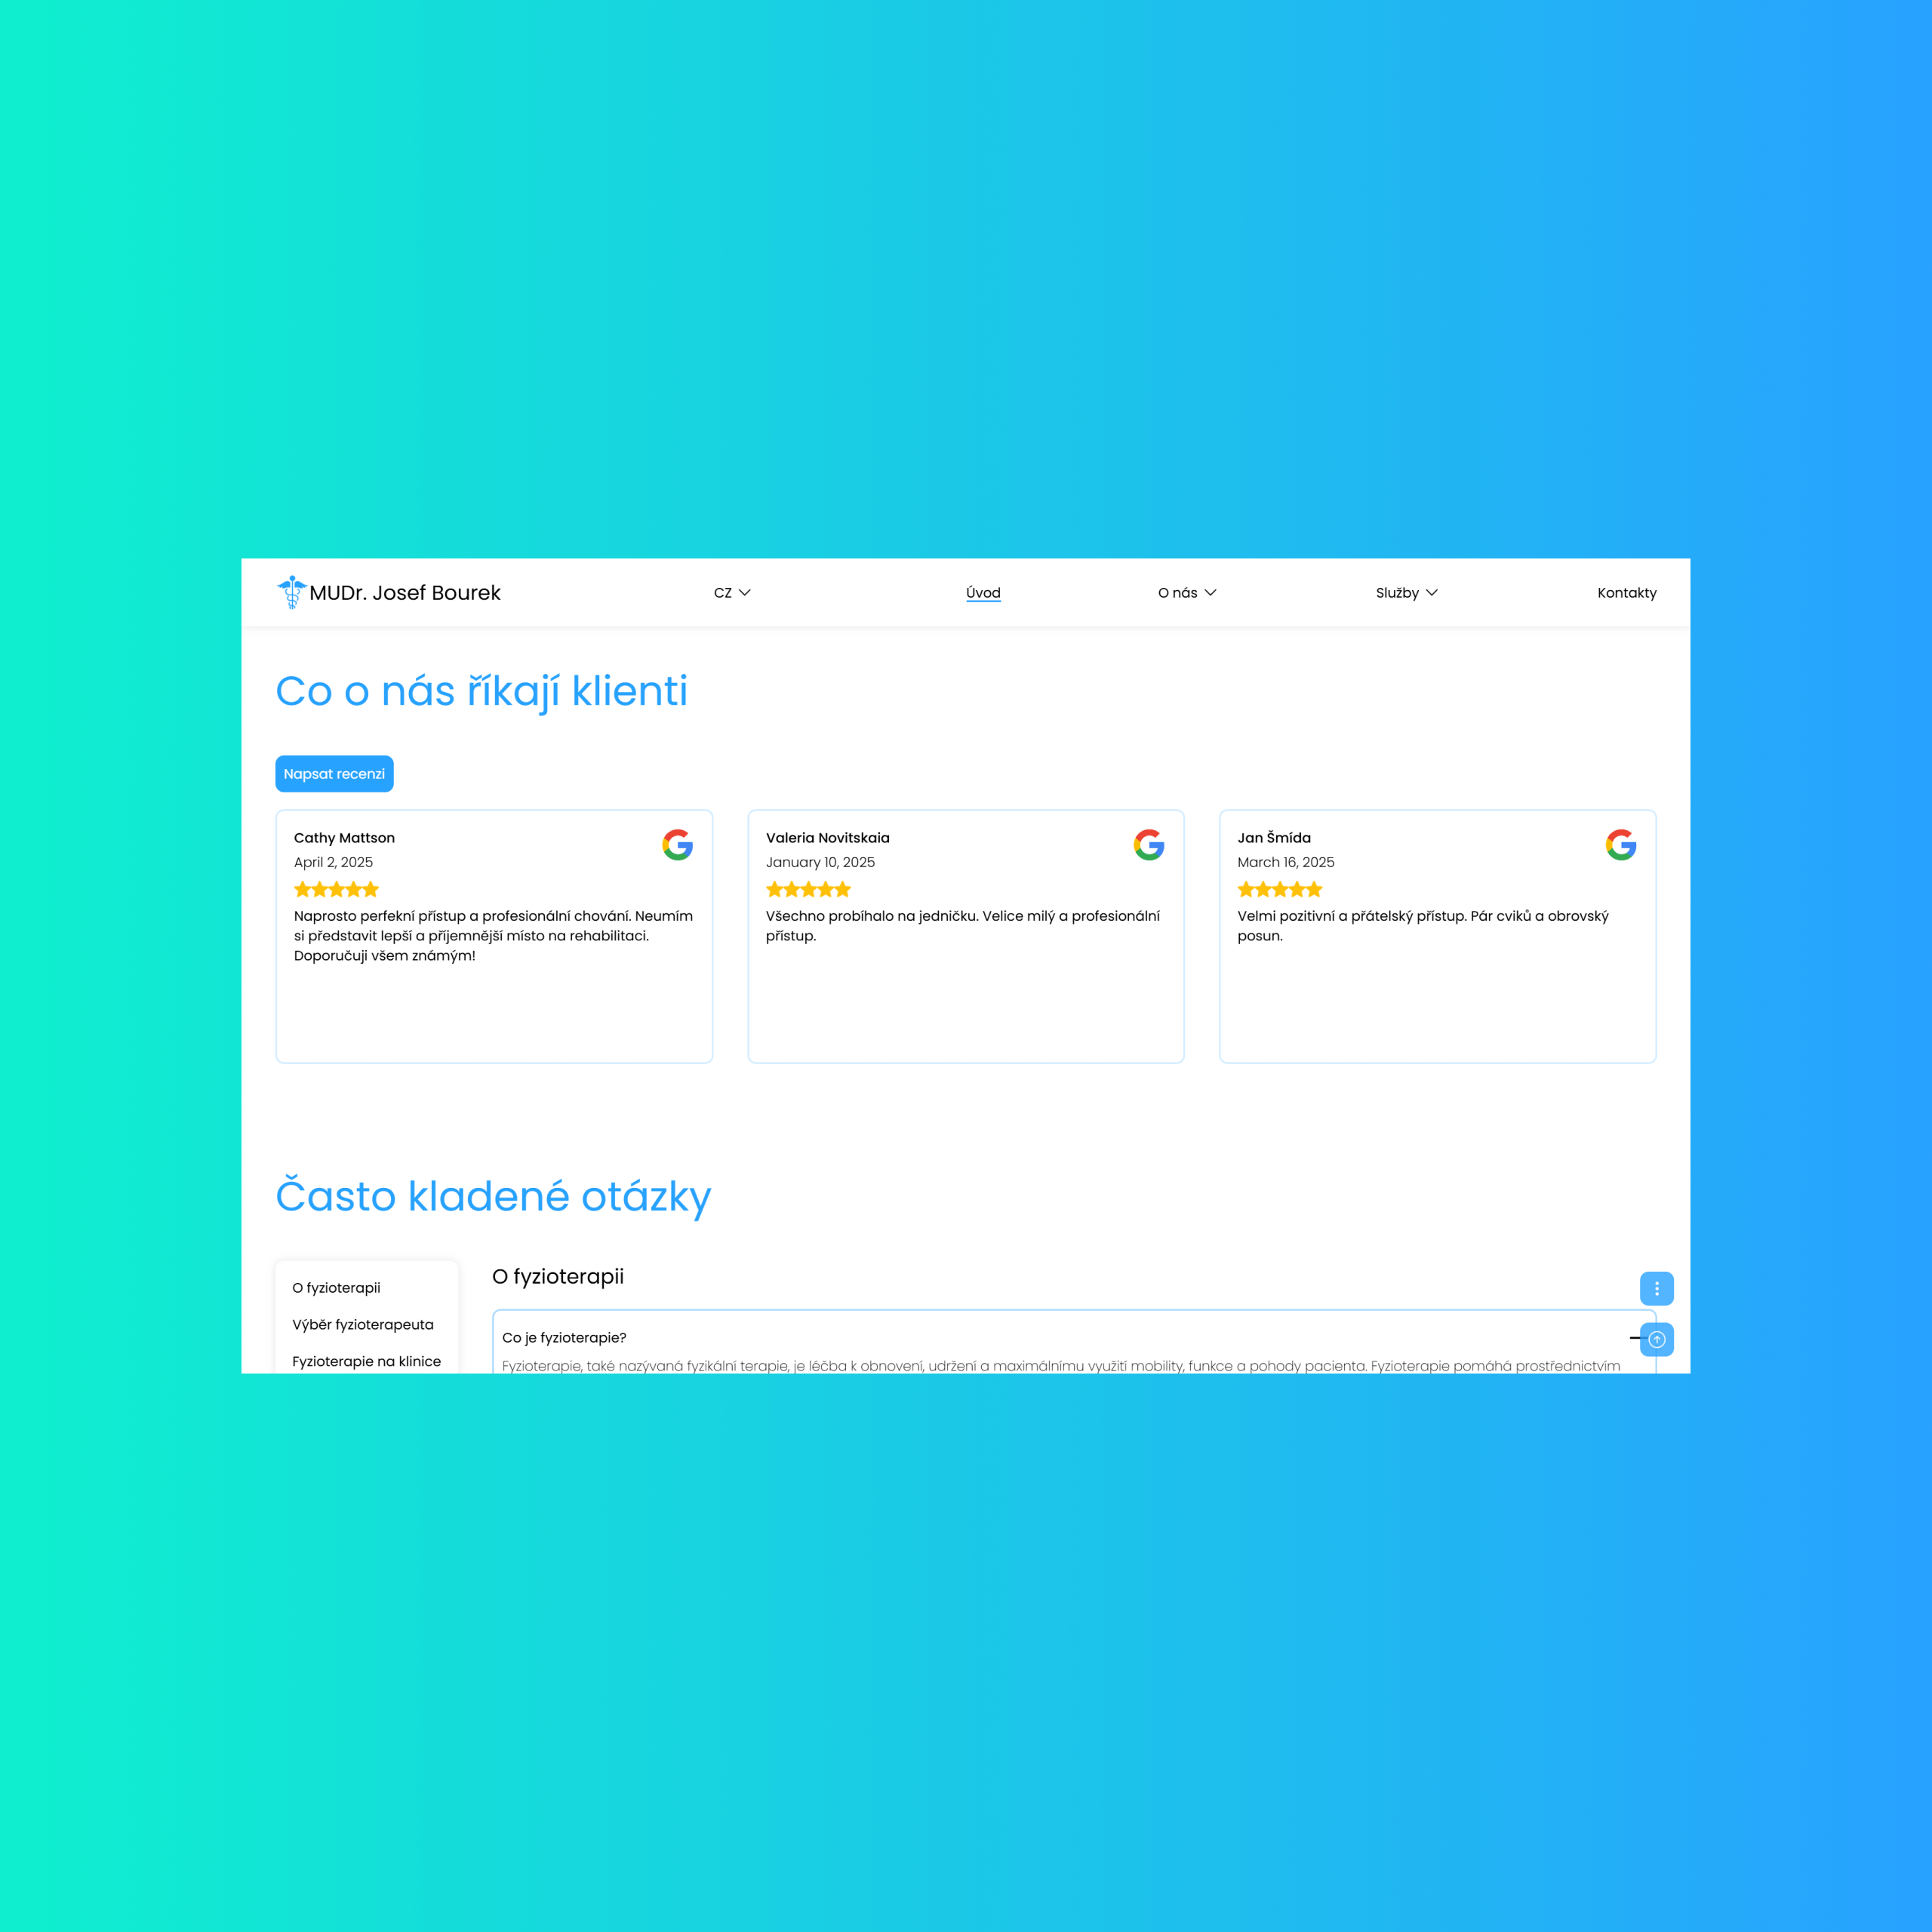 MUDr. Josef Bourek
CZ
Úvod
O nás
Služby
Kontakty
Co o nás říkají klienti
Napsat recenzi
Cathy Mattson
April 2, 2025
Naprosto perfekní přístup a profesionální chování. Neumím
si představit lepší a příjemnější místo na rehabilitaci.
Doporučuji všem známým!
Valeria Novitskaia
January 10, 2025
Všechno probíhalo na jedničku. Velice milý a profesionální
přístup.
Jan Šmída
March 16, 2025
Velmi pozitivní a přátelský přístup. Pár cviků a obrovský
posun.
Často kladené otázky
O fyzioterapii
Výběr fyzioterapeuta
Fyzioterapie na klinice
O fyzioterapii
Co je fyzioterapie?
Fyzioterapie, také nazývaná fyzikální terapie, je léčba k obnovení, udržení a maximálnímu využití mobility, funkce a pohody pacienta. Fyzioterapie pomáhá prostřednictvím